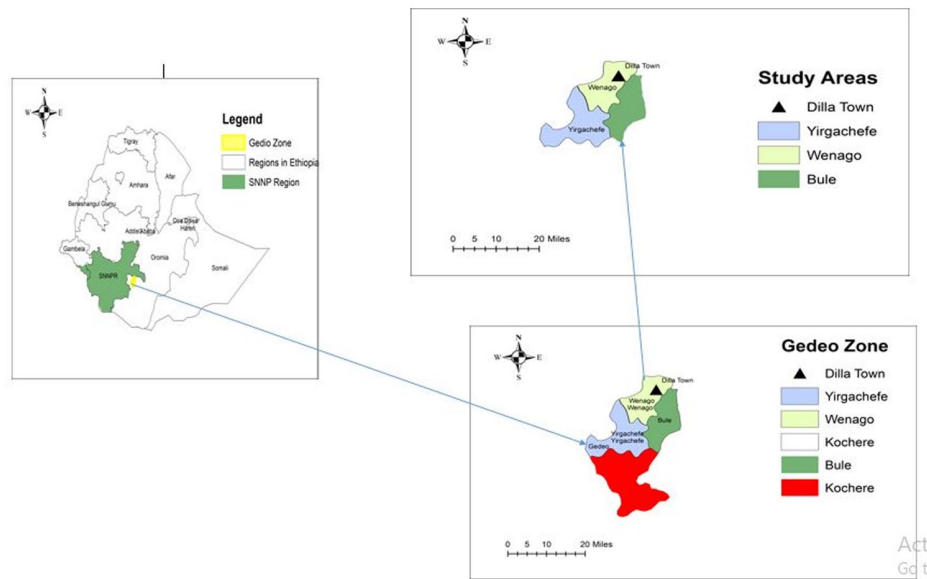 N
W E
S
Legend
Gedio Zone
Regions in Ethiopia
SNNP Region
Tigray
Afar
Amhara
Benwshangul Gumu
Dire Dawa
Harari
Addis Ababa
Gambela
Oromia
SNNPR
Somali
N
W E
S
Study Areas
Dilla Town
Yirgachefe
Wenago
Bule
Dilla Town
Wenago
Yirgachefe
0 5 10 20 Miles
N
W E
S
Gedeo Zone
Dilla Town
Yirgachefe
Wenago
Kochere
Bule
Kochere
Dilla Town
Wenago
Wenago
Bule
Yirgachefe
Yirgachefe
Gedeo
0 5 10 20 Miles
Act
Go t